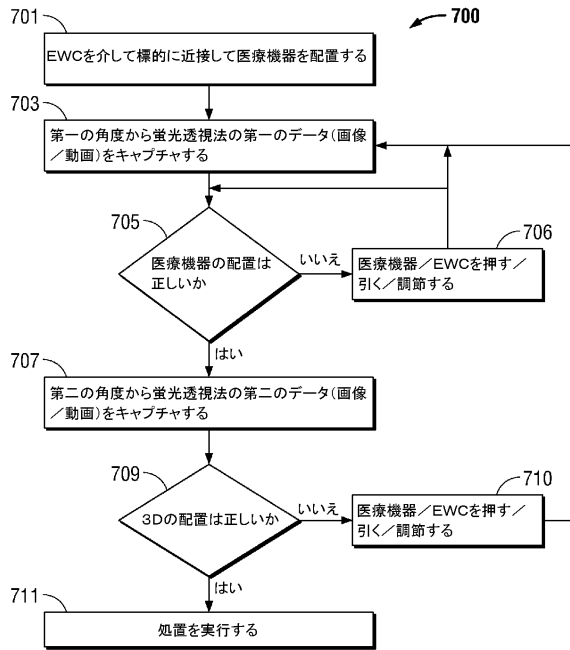 700
701
EWCを介して標的に近接して医療機器を配置する
703
第一の角度から蛍光透視法の第一のデータ(画像
/動画)をキャプチャする
705
医療機器の配置は
正しいか
いいえ
706
医療機器/EWCを押す/
引く/調節する
はい
707
第二の角度から蛍光透視法の第二のデータ(画像
/動画)をキャプチャする
709
3Dの配置は正しいか
いいえ
710
医療機器/EWCを押す/
引く/調節する
はい
711
処置を実行する